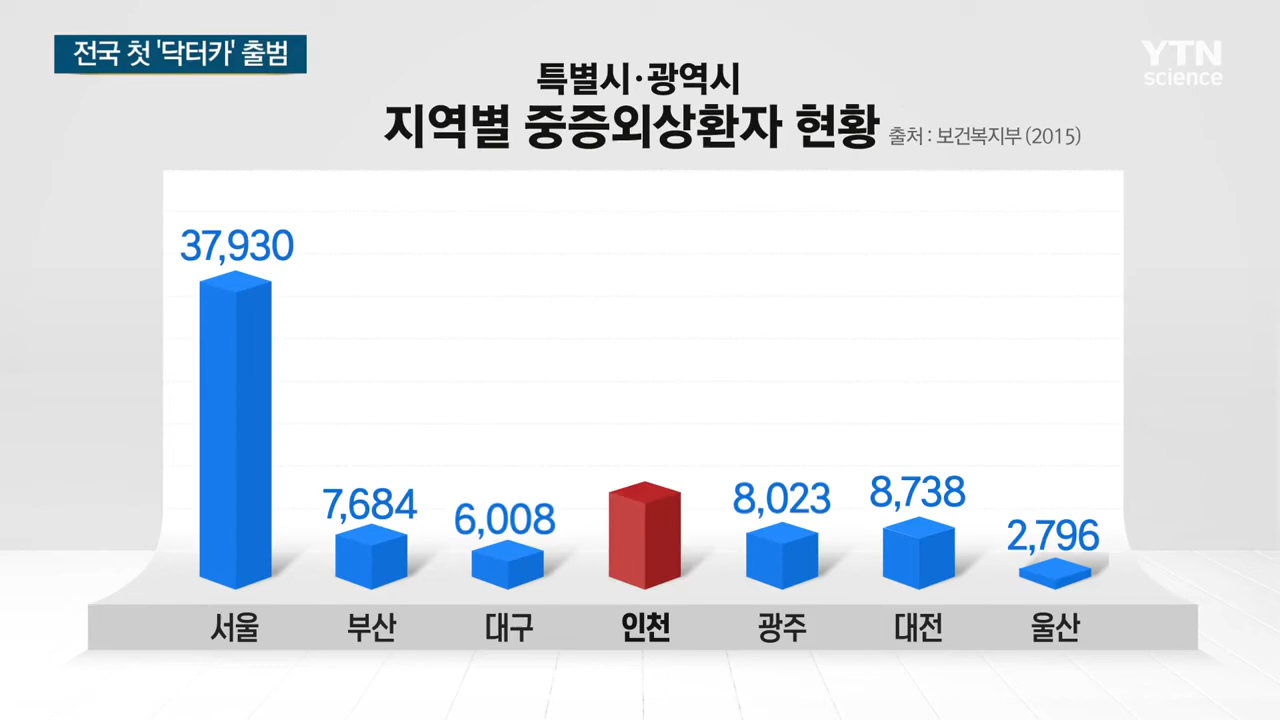 전국 첫 '닥터카' 출범
YTN
science
특별시·광역시
지역별 중증외상환자 현황 출처 : 보건복지부 (2015)
37,930
7,684
6,008
8,023
8,738
2,796
서울 부산 대구 인천 광주 대전 울산